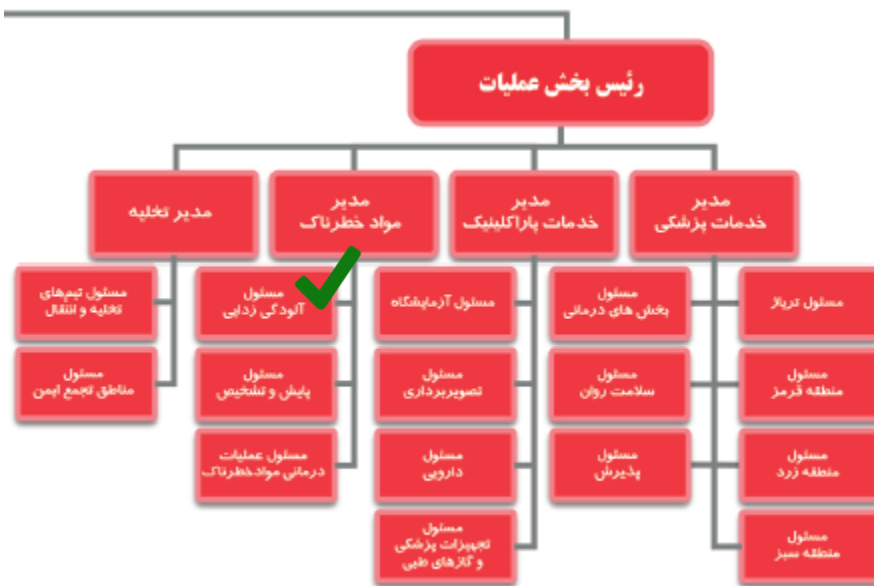 رئیس بخش عملیات
مدیر
خدمات پزشکی
مدیر
خدمات پاراکلینیک
مدیر
مواد خطرناک
مدیر تخلیه
مسئول تریاژ
مسئول
منطقه قرمز
مسئول
منطقه زرد
مسئول
منطقه سبز
مسئول
بخش های درمانی
مسئول
سلامت روان
مسئول
پذیرش
مسئول آزمایشگاه
مسئول
تصویربرداری
مسئول
دارویی
مسئول
تجهیزات پزشکی
و گازهای طبی
مسئول
آلودگی زدایی
مسئول
پایش و تشخیص
مسئول عملیات
درمانی مواد خطرناک
مسئول تیم‌های
تخلیه و انتقال
مسئول
مناطق تجمع ایمن